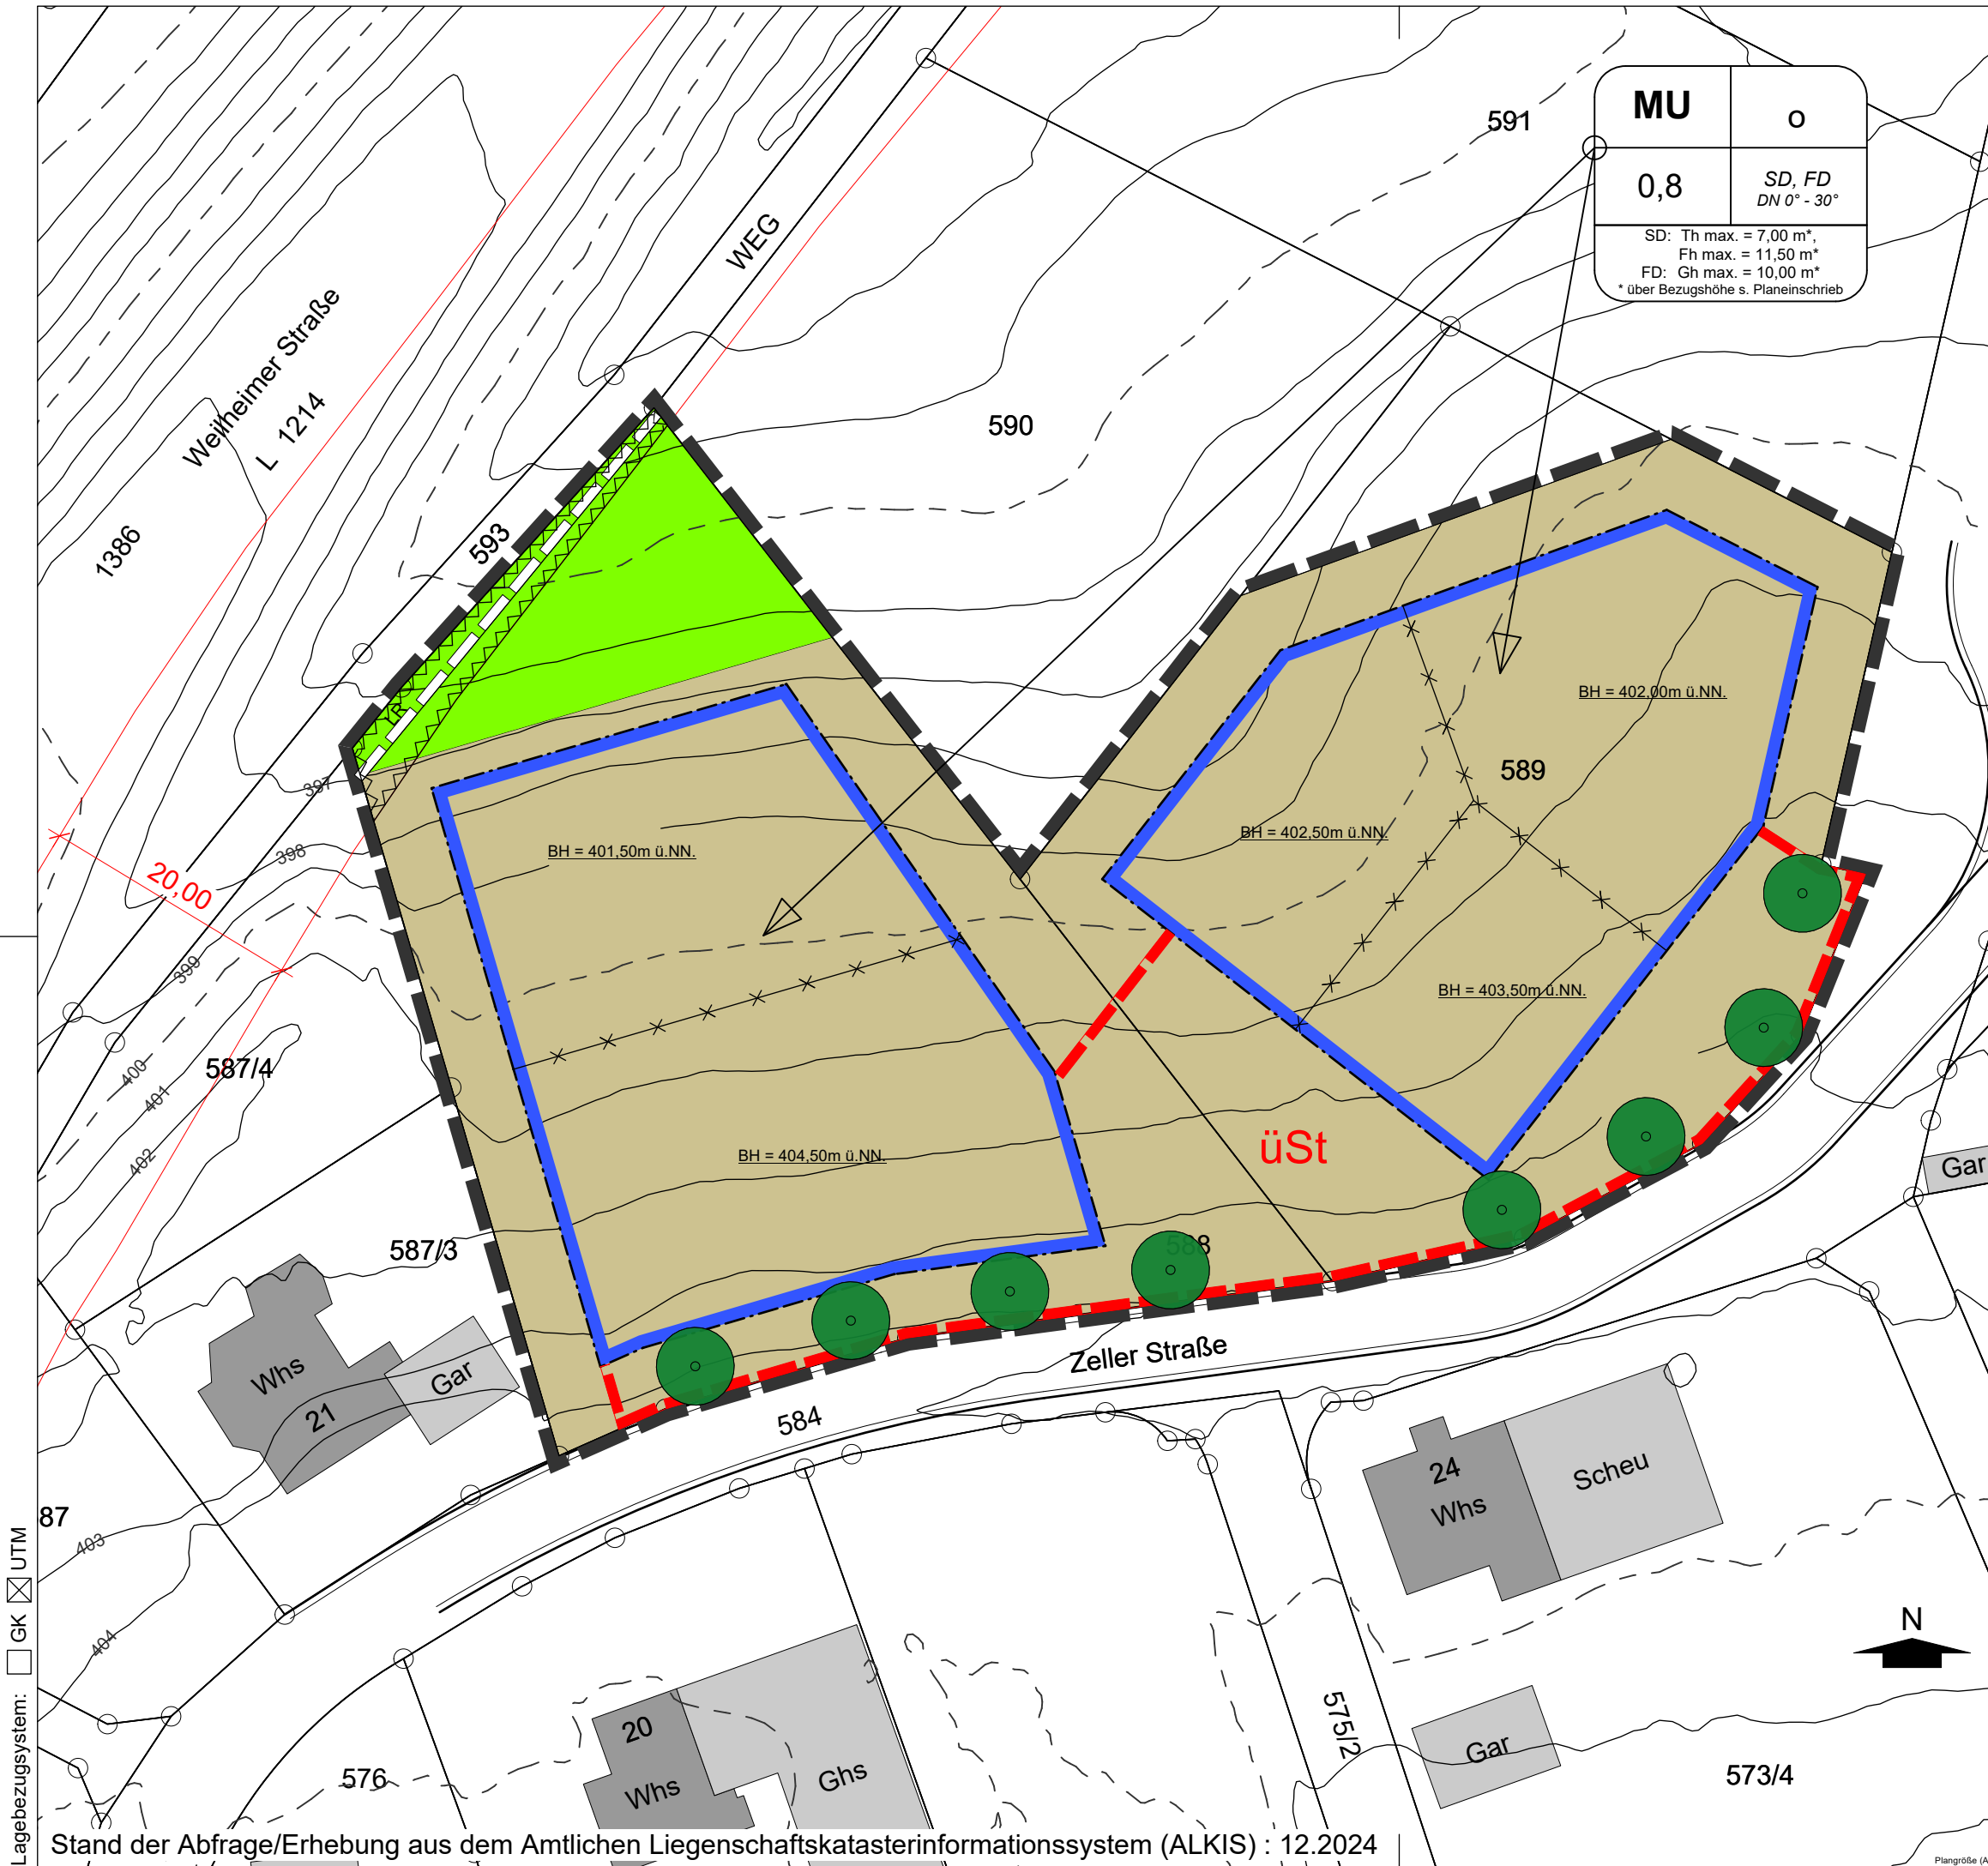 591
MU
o
0,8
SD, FD
DN 0° - 30°
SD: Th max. = 7,00 m*,
Fh max. = 11,50 m*
FD: Gh max. = 10,00 m*
* über Bezugshöhe s. Planeinschrieb
WEG
Weilheimer Straße
L 1214
590
1386
593
LR
BH = 402,00m ü.NN.
589
397
BH = 402,50m ü.NN.
398
BH = 401,50m ü.NN.
20,00
399
BH = 403,50m ü.NN.
400
587/4
401
402
BH = 404,50m ü.NN.
üSt
Gar
587/3
588
Zeller Straße
Whs
21
Gar
584
24
Whs
Scheu
87
403
404
N
20
Whs
Ghs
575/2
Gar
576
573/4
Lagebezugsystem: GK UTM
Stand der Abfrage/Erhebung aus dem Amtlichen Liegenschaftskatasterinformationssystem (ALKIS) : 12.2024
Plangröße (A